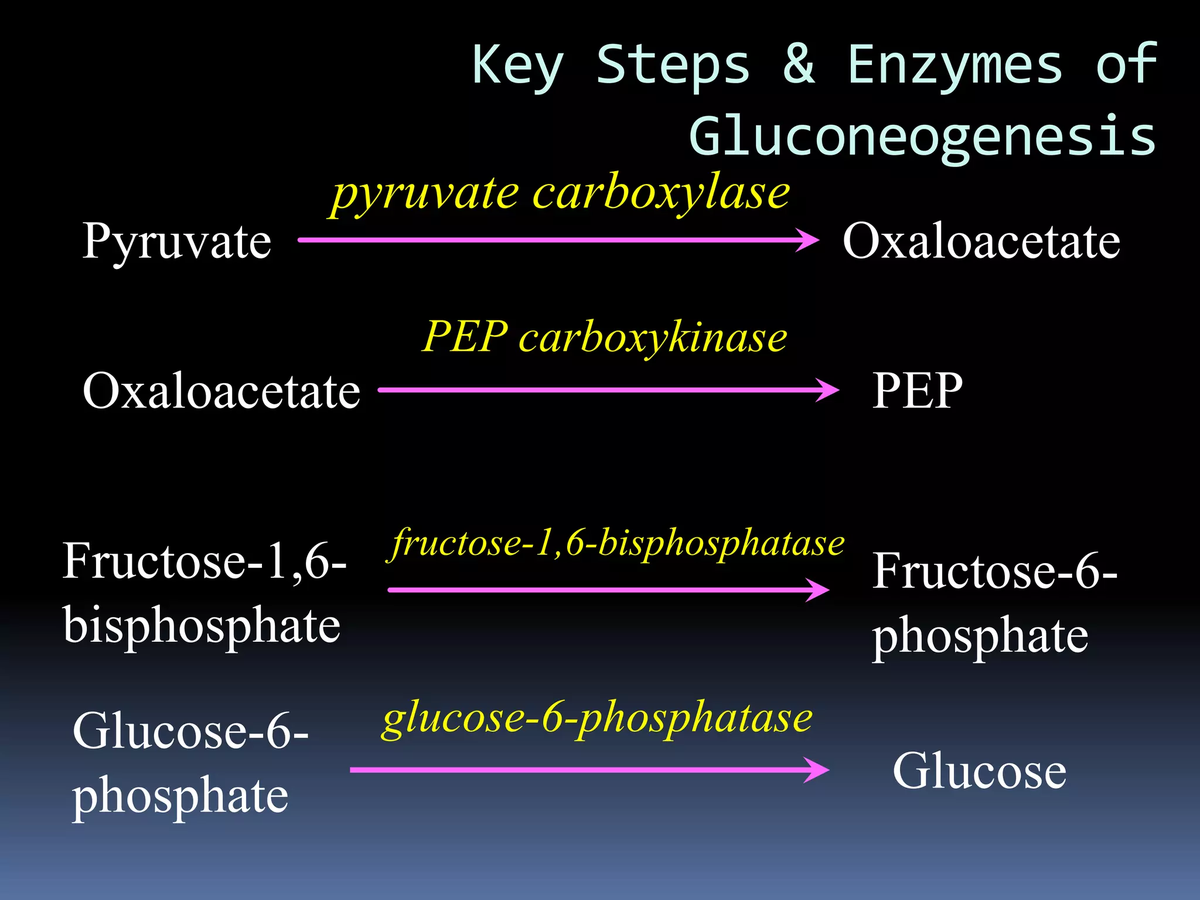 Key Steps & Enzymes of
Gluconeogenesis
pyruvate carboxylase
Pyruvate
Oxaloacetate
PEP carboxykinase
Oxaloacetate
PEP
fructose-1,6-bisphosphatase
Fructose-1,6-
bisphosphate
Fructose-6-
phosphate
glucose-6-phosphatase
Glucose-6-
phosphate
Glucose